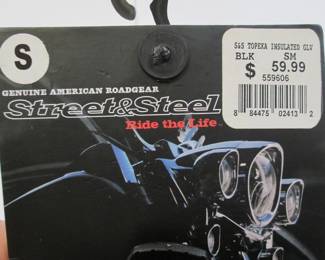 S
GENUINE AMERICAN ROADGEAR
Street&Steel
Ride the Life
S&S TOPEKA INSULATED GLV
BLK SM
$ 59.99
559606
8 84475 02413 2